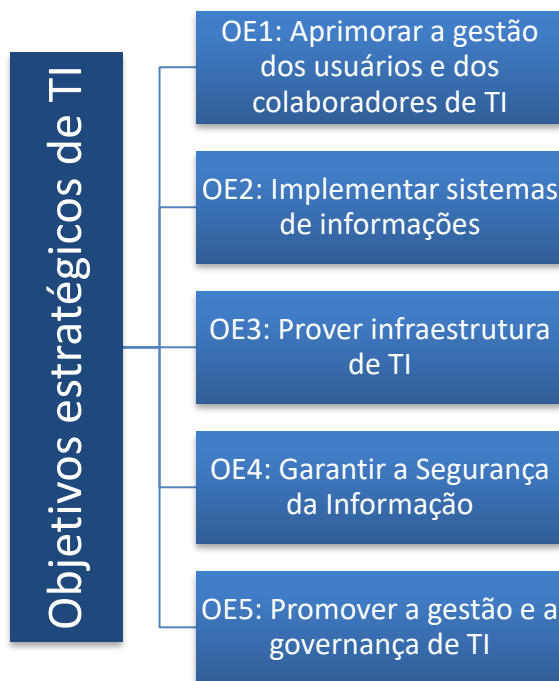 Objetivos estratégicos de TI
OE1: Aprimorar a gestão
dos usuários e dos
colaboradores de TI
OE2: Implementar sistemas
de informações
OE3: Prover infraestrutura
de TI
OE4: Garantir a Segurança
da Informação
OE5: Promover a gestão e a
governança de TI